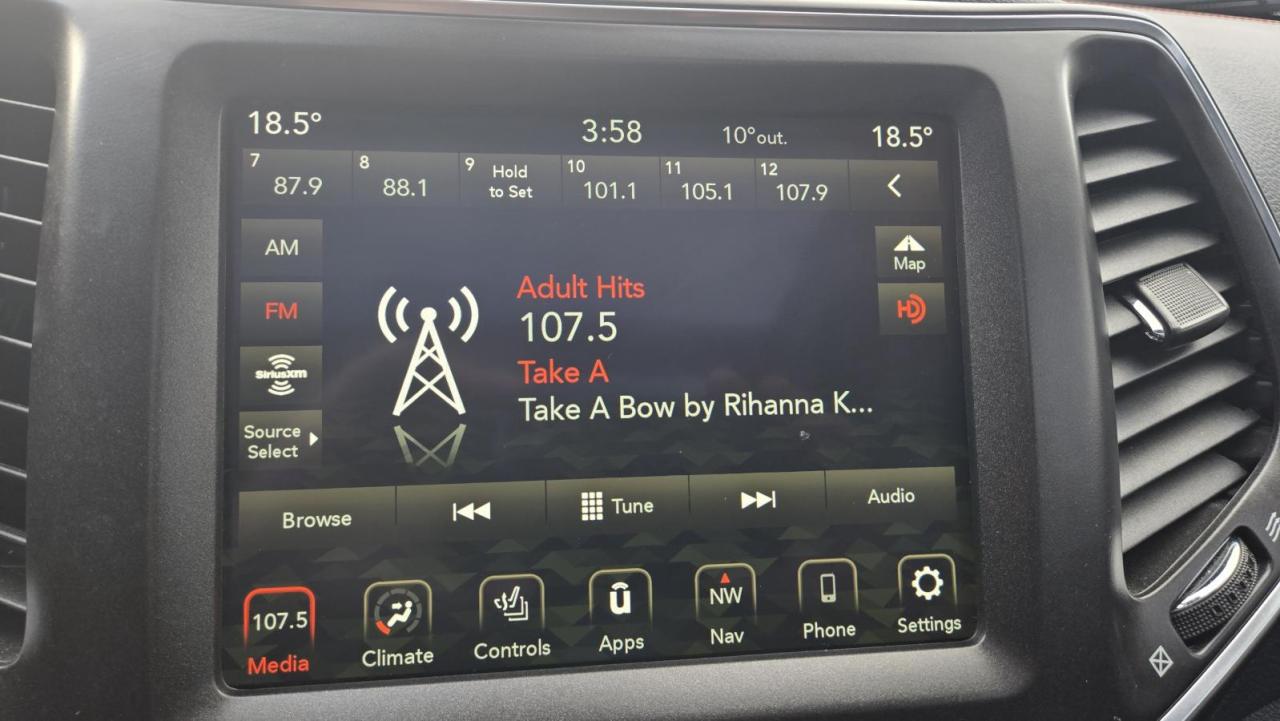 18.5° 3:58 10°out. 18.5°
7 8 9 Hold 10 11 12
87.9 88.1 to Set 101.1 105.1 107.9
AM
Map
FM
HD
SiriusXM
Source
Select
Adult Hits
107.5
Take A
Take A Bow by Rihanna K...
Browse Tune Audio
107.5 NW
Media Climate Controls Apps Nav Phone Settings